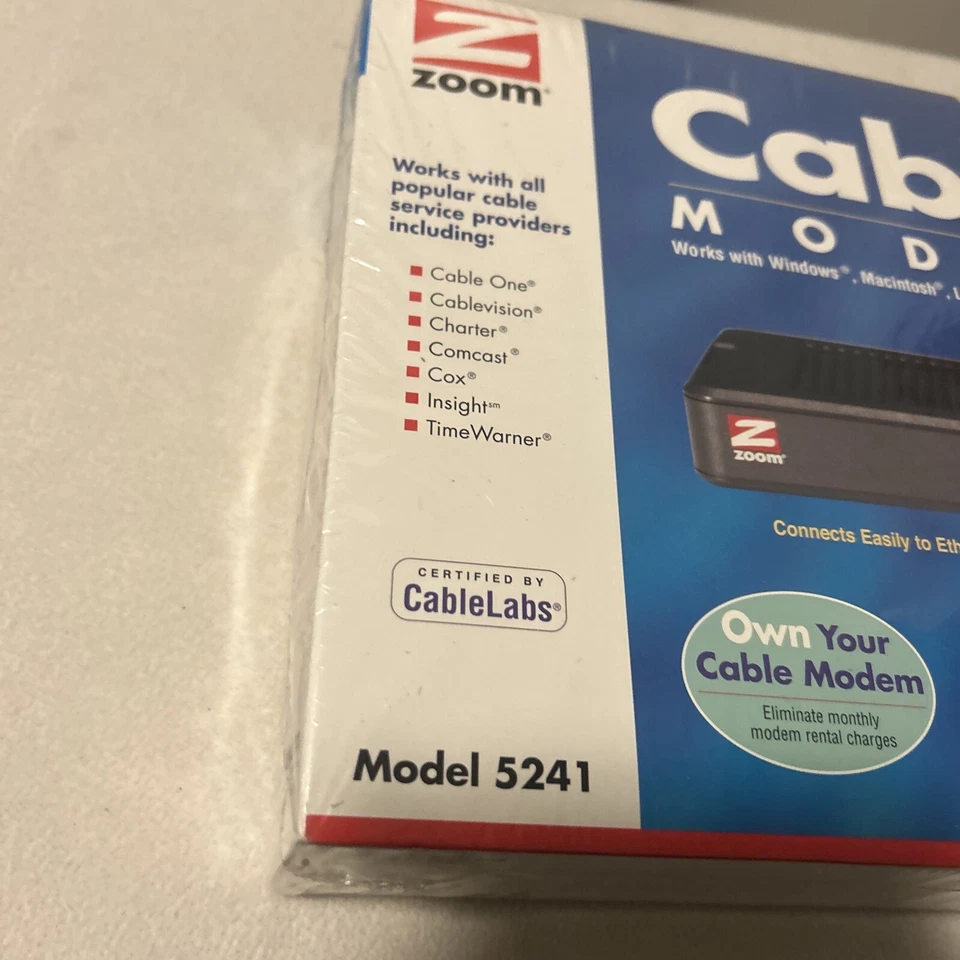 zoom®
Works with all
popular cable
service providers
including:
Cable One®
Cablevision®
Charter®
Comcast®
Cox®
Insight℠
TimeWarner®
CERTIFIED BY
CableLabs®
Model 5241
Cab
M O D
Works with Windows®, Macintosh®, L
zoom®
Connects Easily to Eth
Own Your
Cable Modem
Eliminate monthly
modem rental charges